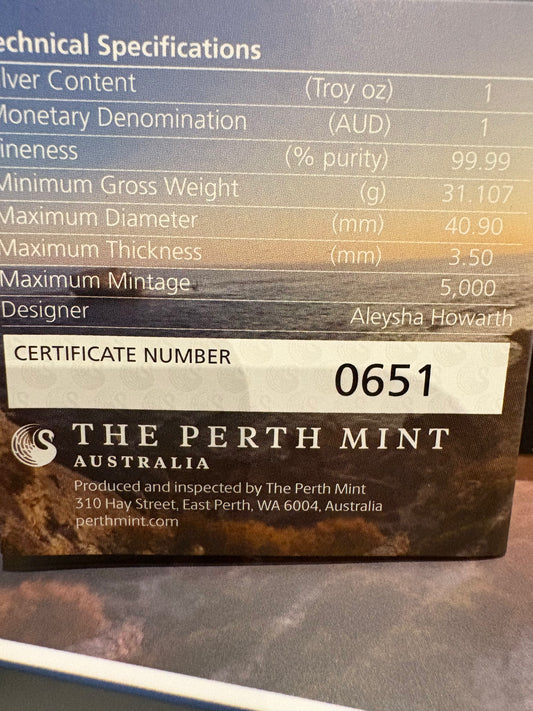 echnical Specifications
lver Content (Troy oz) 1
Monetary Denomination (AUD) 1
ineness (% purity) 99.99
Minimum Gross Weight (g) 31.107
Maximum Diameter (mm) 40.90
Maximum Thickness (mm) 3.50
Maximum Mintage 5,000
Designer Aleysha Howarth
CERTIFICATE NUMBER 0651
THE PERTH MINT
AUSTRALIA
Produced and inspected by The Perth Mint
310 Hay Street, East Perth, WA 6004, Australia
perthmint.com